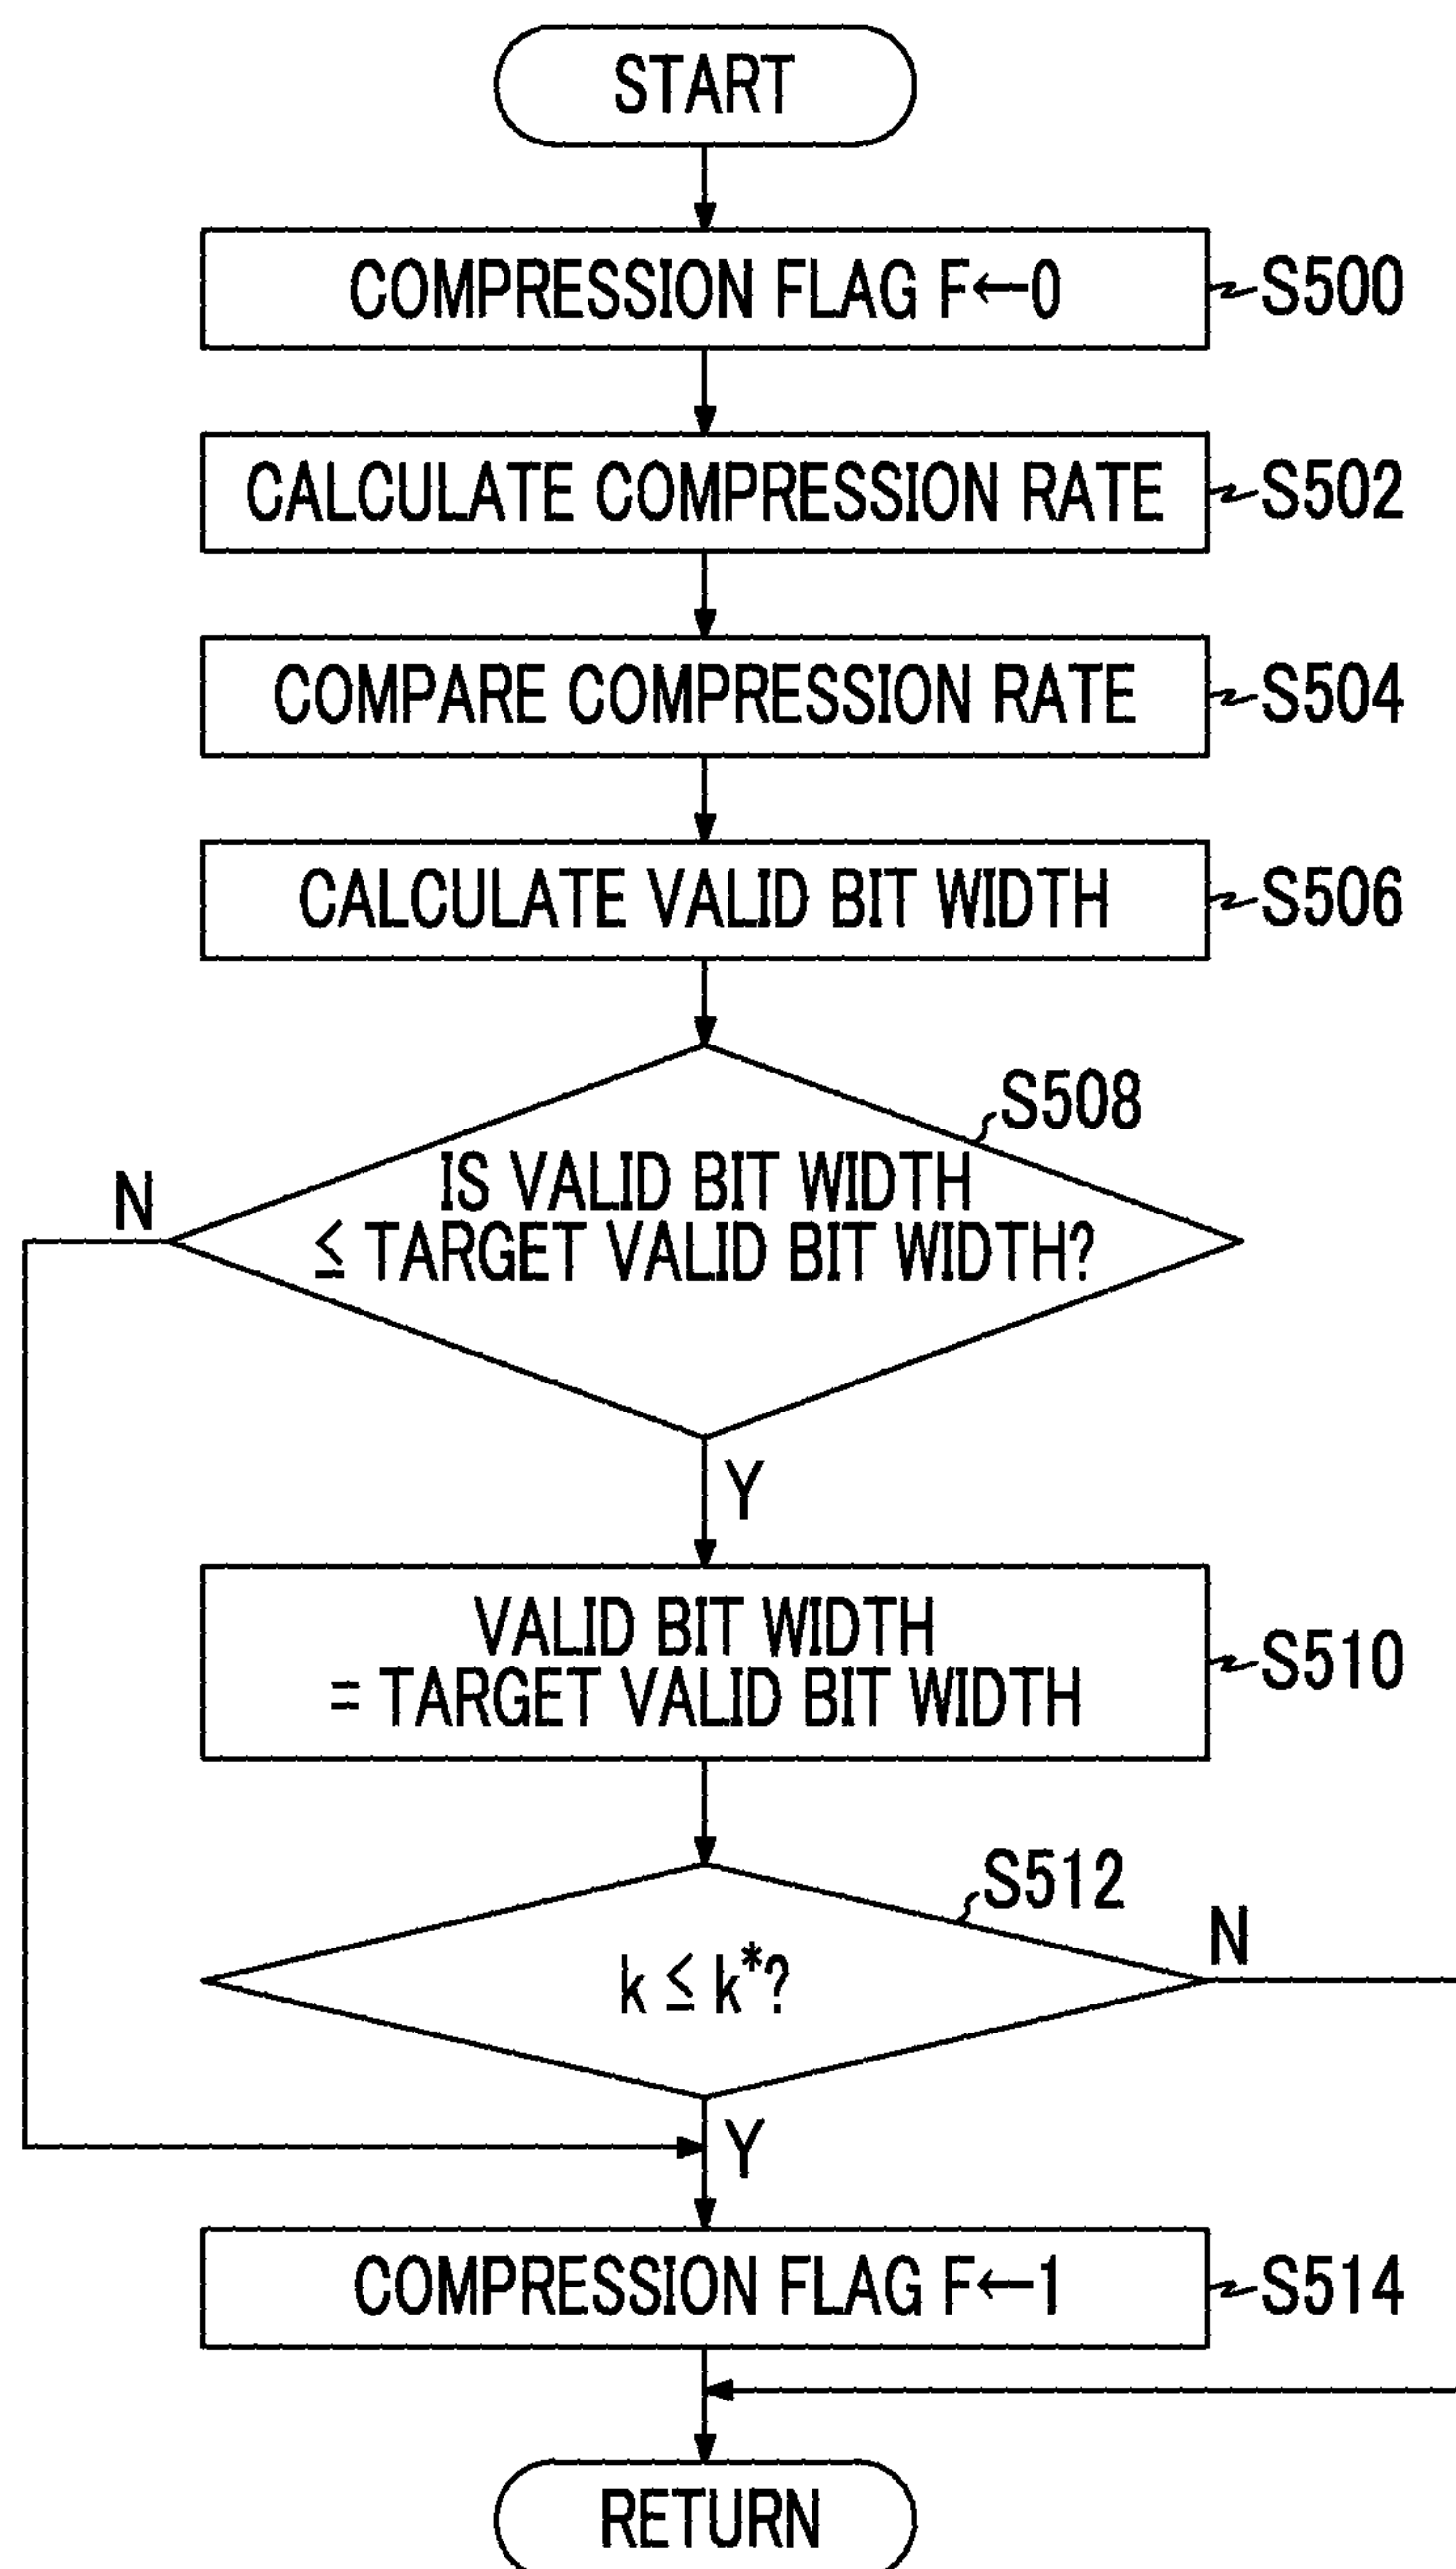 START
COMPRESSION FLAG F←0
S500
CALCULATE COMPRESSION RATE
S502
COMPARE COMPRESSION RATE
S504
CALCULATE VALID BIT WIDTH
S506
S508
IS VALID BIT WIDTH
≤ TARGET VALID BIT WIDTH?
N
Y
VALID BIT WIDTH
= TARGET VALID BIT WIDTH
S510
S512
k ≤ k*?
N
Y
COMPRESSION FLAG F←1
S514
RETURN